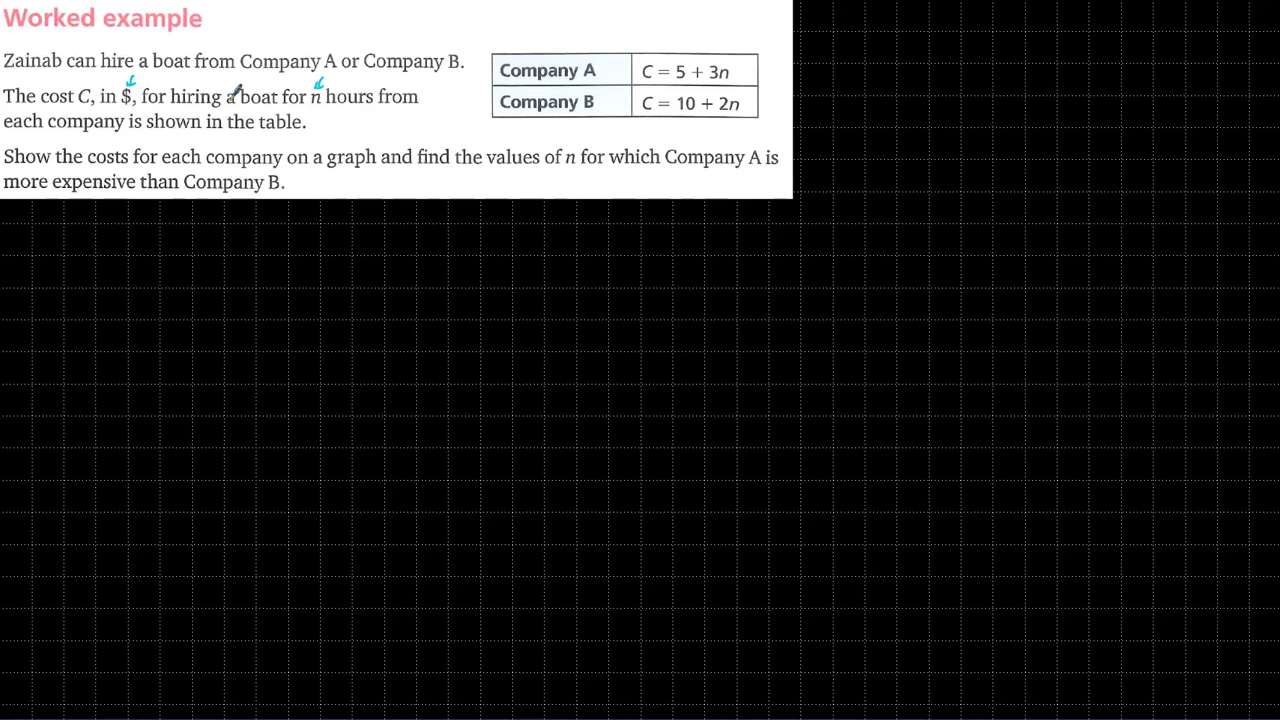 Worked example
Zainab can hire a boat from Company A or Company B.
The cost C, in $, for hiring a boat for n hours from
each company is shown in the table.
Company A C = 5 + 3n
Company B C = 10 + 2n
Show the costs for each company on a graph and find the values of n for which Company A is
more expensive than Company B.